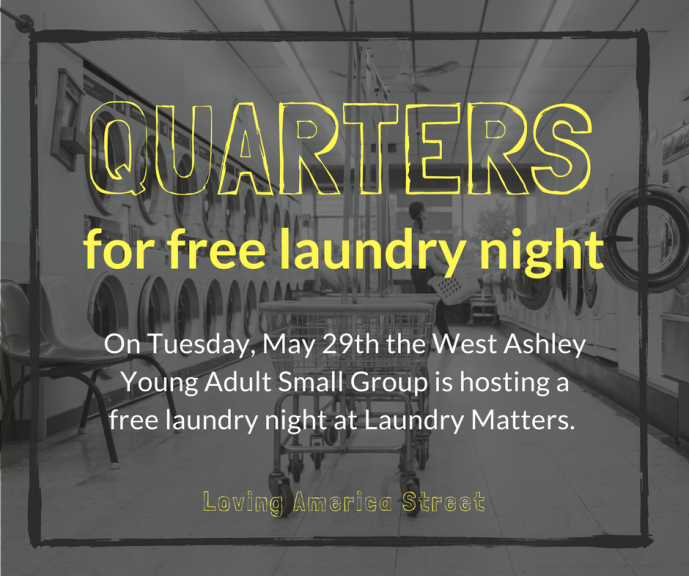 QUARTERS
for free laundry night
On Tuesday, May 29th the West Ashley
Young Adult Small Group is hosting a
free laundry night at Laundry Matters.
Loving America Street